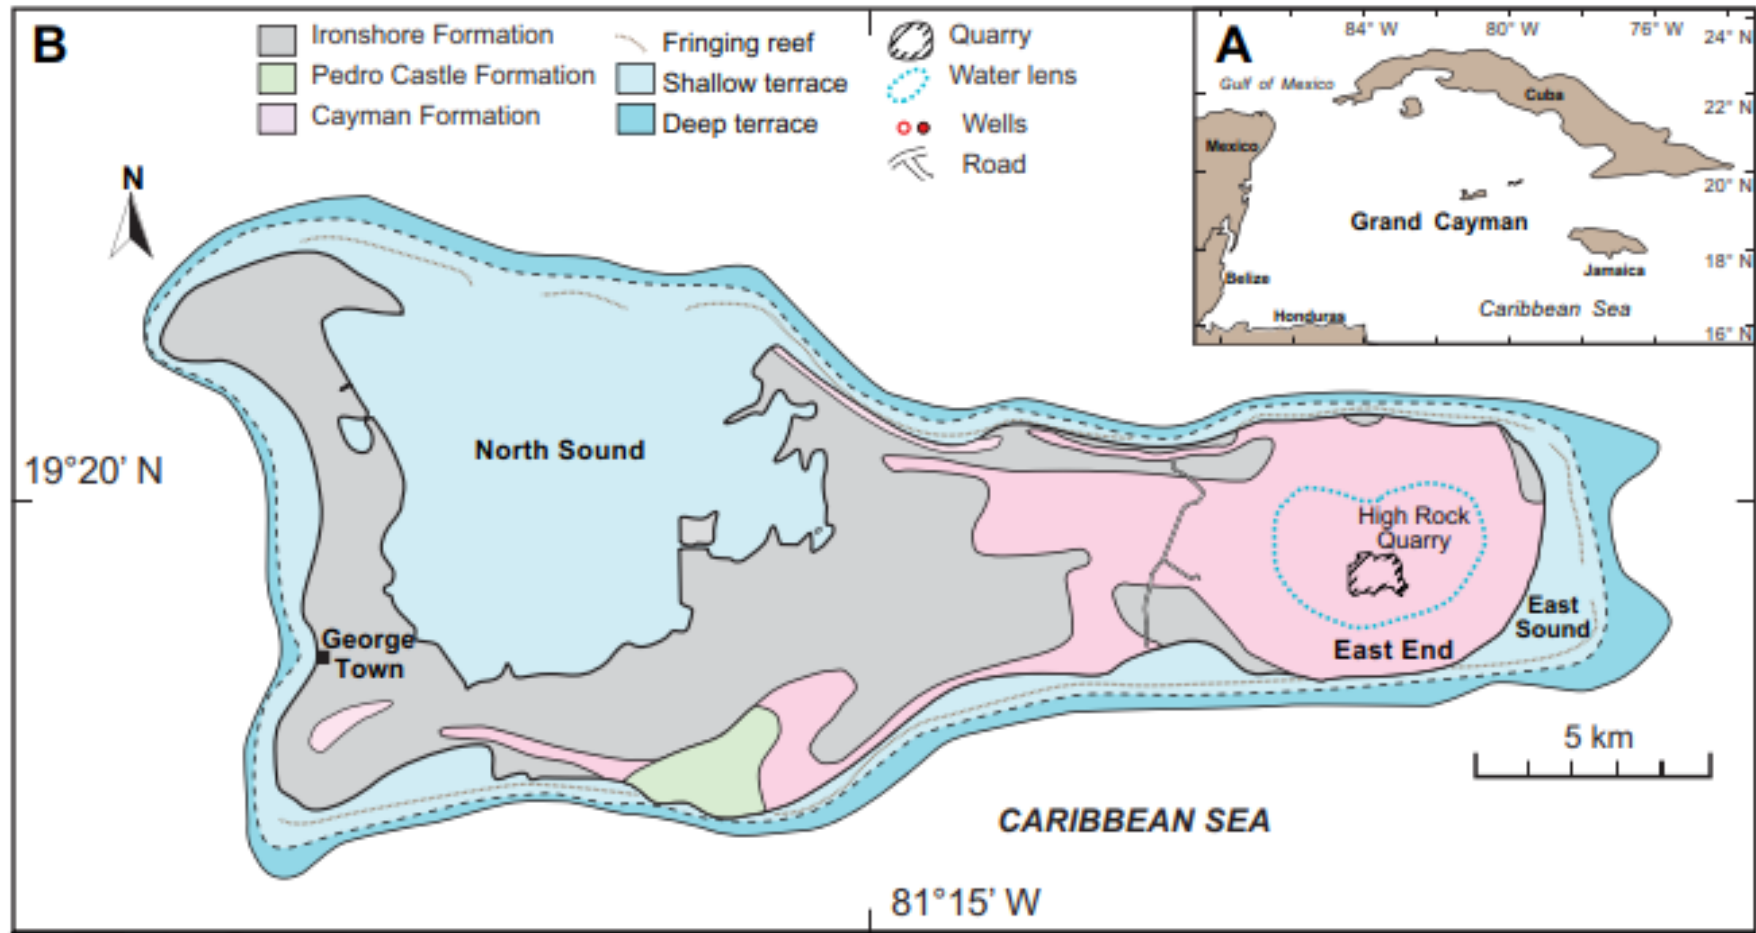 B
Ironshore Formation
Pedro Castle Formation
Cayman Formation
Fringing reef
Shallow terrace
Deep terrace
Quarry
Water lens
Wells
Road
A
84° W
80° W
76° W
24° N
22° N
20° N
18° N
16° N
Gulf of Mexico
Cuba
Mexico
Grand Cayman
Jamaica
Belize
Caribbean Sea
Honduras
N
19°20’ N
North Sound
High Rock
Quarry
East
Sound
East End
George
Town
5 km
CARIBBEAN SEA
81°15’ W